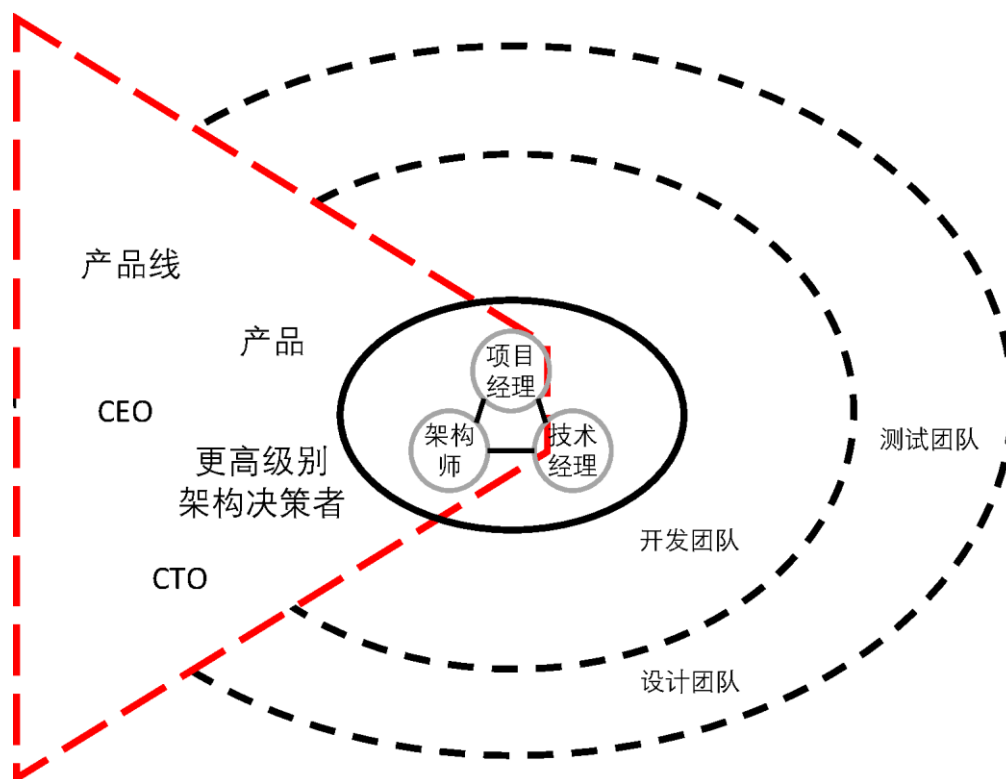 产品线
产品
项目
经理
CEO
架构
师
技术
经理
测试团队
更高级别
架构决策者
开发团队
CTO
设计团队